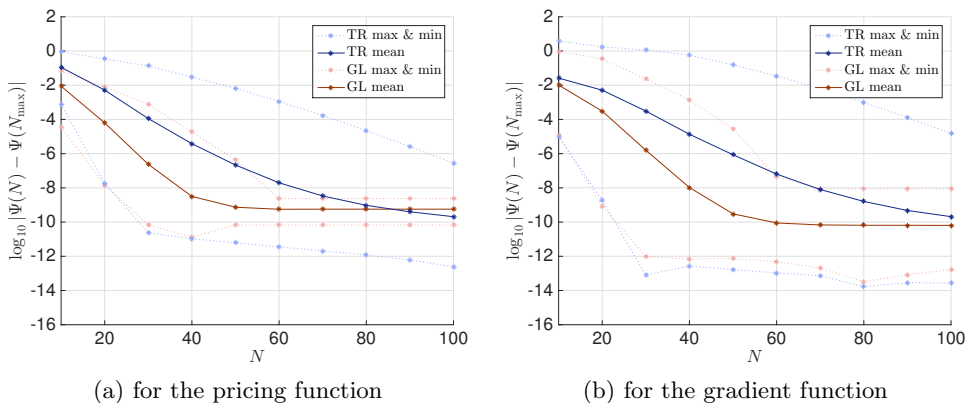 2
0
-2
-4
-6
-8
-10
-12
-14
-16
log₁₀ |Ψ(N) − Ψ(N_max)|
20 40 60 80 100
N
TR max & min
TR mean
GL max & min
GL mean
(a) for the pricing function
2
0
-2
-4
-6
-8
-10
-12
-14
-16
log₁₀ |Ψ(N) − Ψ(N_max)|
20 40 60 80 100
N
TR max & min
TR mean
GL max & min
GL mean
(b) for the gradient function